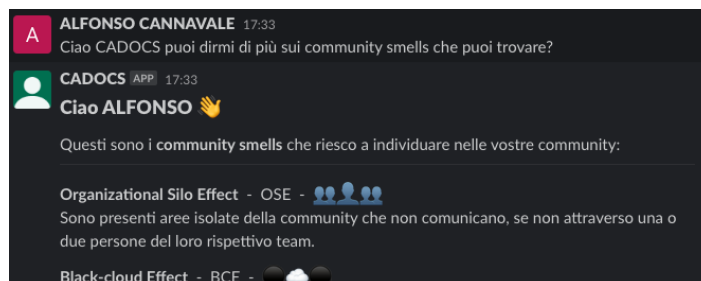 A
ALFONSO CANNAVALE 17:33
Ciao CADOCS puoi dirmi di più sui community smells che puoi trovare?
CADOCS APP 17:33
Ciao ALFONSO 👋
Questi sono i community smells che riesco a individuare nelle vostre community:
Organizational Silo Effect - OSE - 👥👤👥
Sono presenti aree isolate della community che non comunicano, se non attraverso una o
due persone del loro rispettivo team.
Black-cloud Effect - BCE -